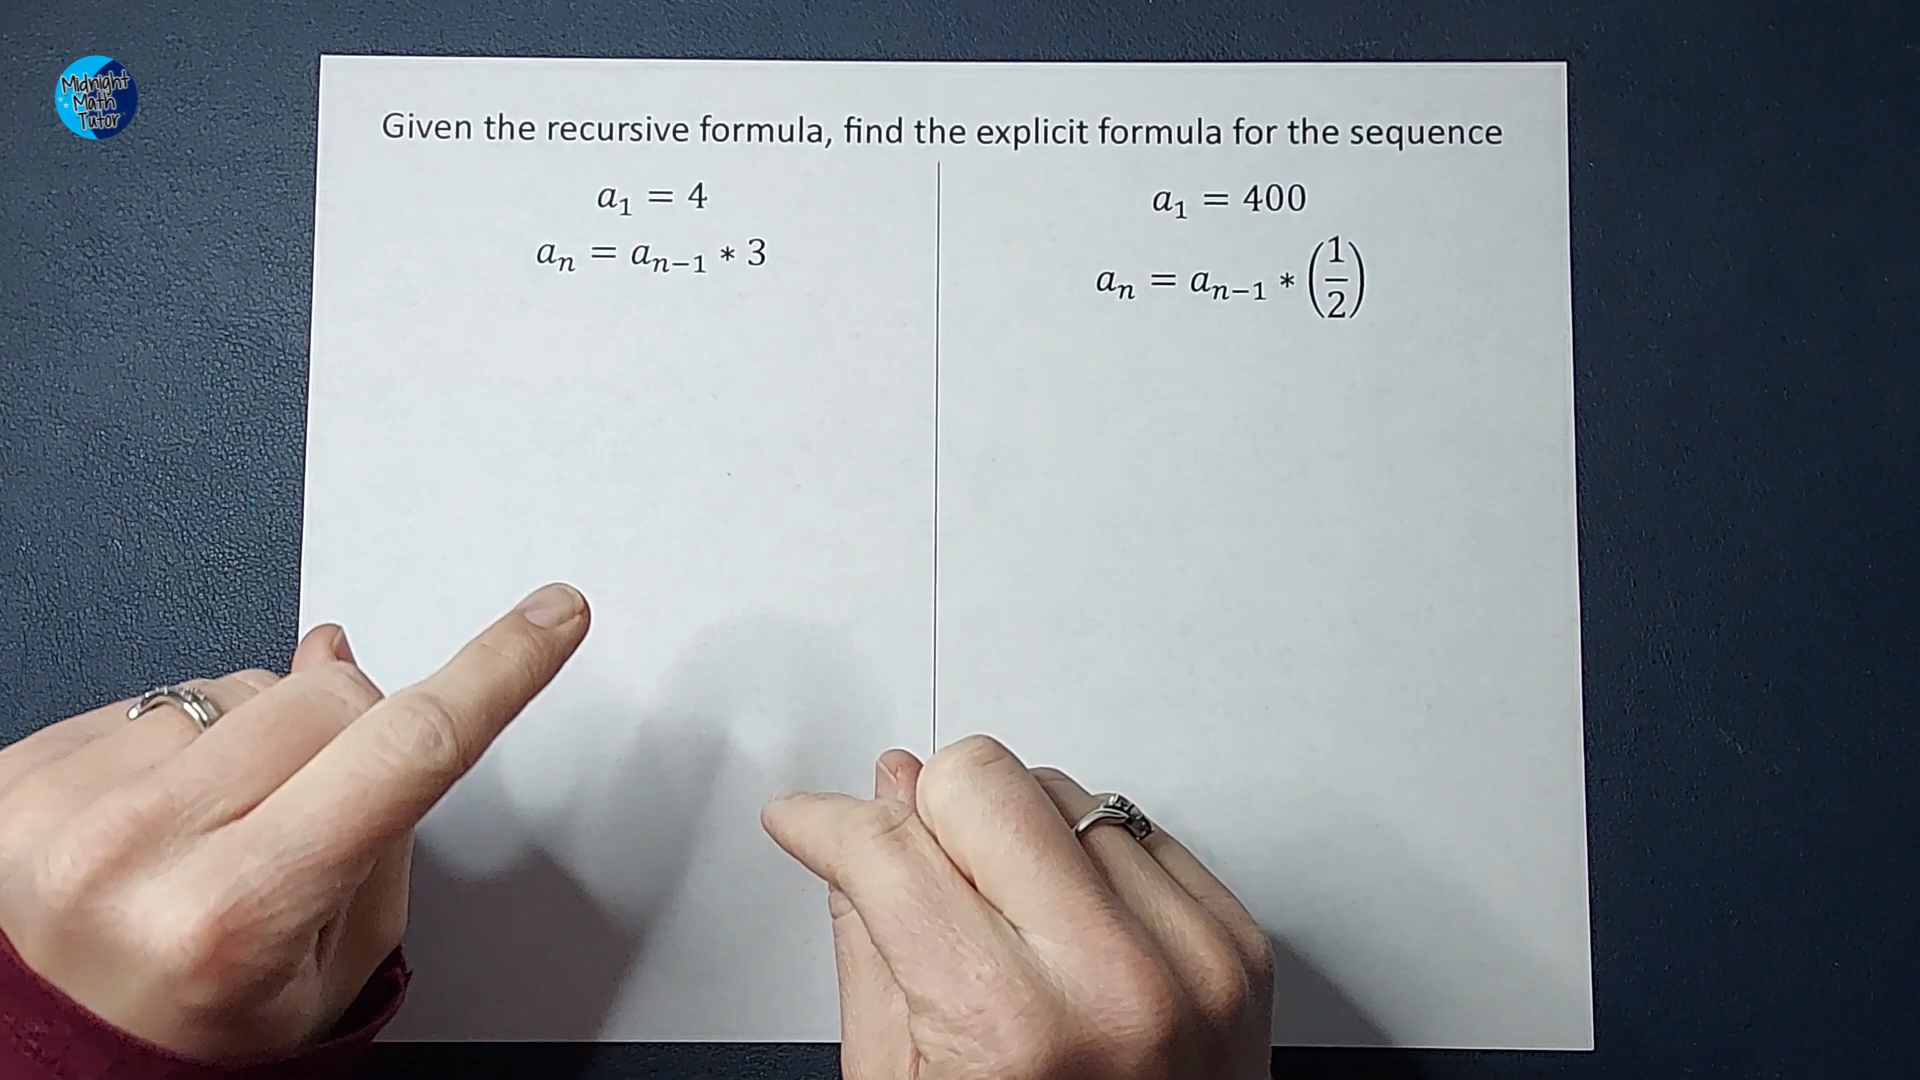 Midnight
Math
Tutor
Given the recursive formula, find the explicit formula for the sequence
a₁ = 4
aₙ = aₙ₋₁ * 3
a₁ = 400
aₙ = aₙ₋₁ * (1/2)